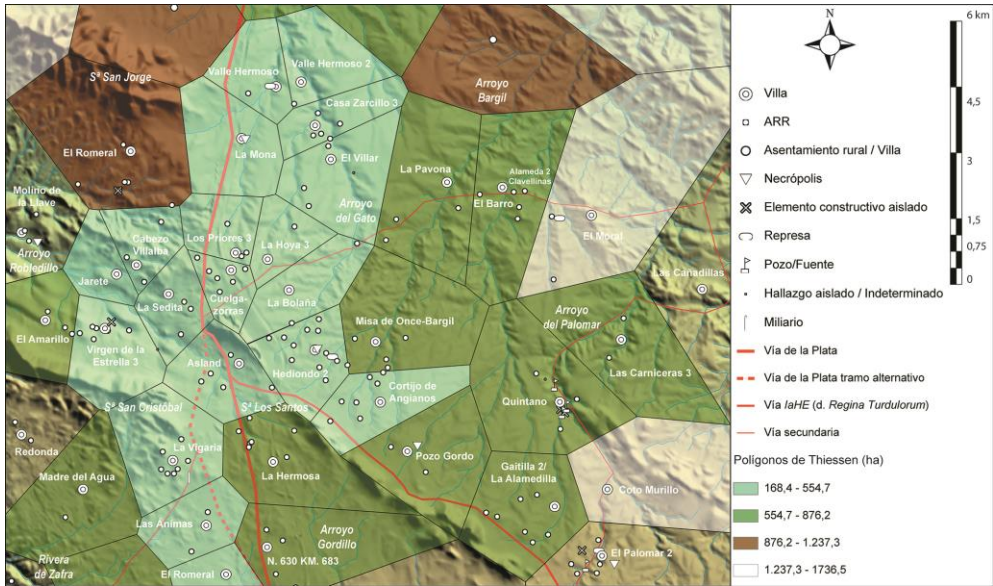 Sª San Jorge
Valle Hermoso
Valle Hermoso 2
Arroyo
Bargil
Casa Zarcillo 3
El Romeral
La Mona
El Villar
La Pavona
Alameda 2
Clavellinas
El Barro
Molino de
la Llave
Arroyo
del Gato
El Moral
Arroyo
Robledillo
Cabezo
Villalba
Los Priores 3
La Hoya 3
Jarete
Las Cañadillas
La Sedita
Cuelga-
zorras
La Bolaña
El Amarillo
Virgen de la
Estrella 3
Misa de Once-Bargil
Arroyo
del Palomar
Asland
Hediondo 2
Las Carniceras 3
Cortijo de
Angianos
Quintano
Sª San Cristóbal
Sª Los Santos
Redonda
La Vigaria
Madre del Agua
La Hermosa
Pozo Gordo
Gaitilla 2/
La Alamedilla
Coto Murillo
Las Ánimas
Arroyo
Gordillo
Rivera
de Zafra
El Romeral
N. 630 KM. 683
El Palomar 2
N
6 km
4,5
3
1,5
0,75
0
Villa
ARR
Asentamiento rural / Villa
Necrópolis
Elemento constructivo aislado
Represa
Pozo/Fuente
Hallazgo aislado / Indeterminado
Miliario
Vía de la Plata
Vía de la Plata tramo alternativo
Vía IaHE (d. Regina Turdulorum)
Vía secundaria
Polígonos de Thiessen (ha)
168,4 - 554,7
554,7 - 876,2
876,2 - 1.237,3
1.237,3 - 1736,5